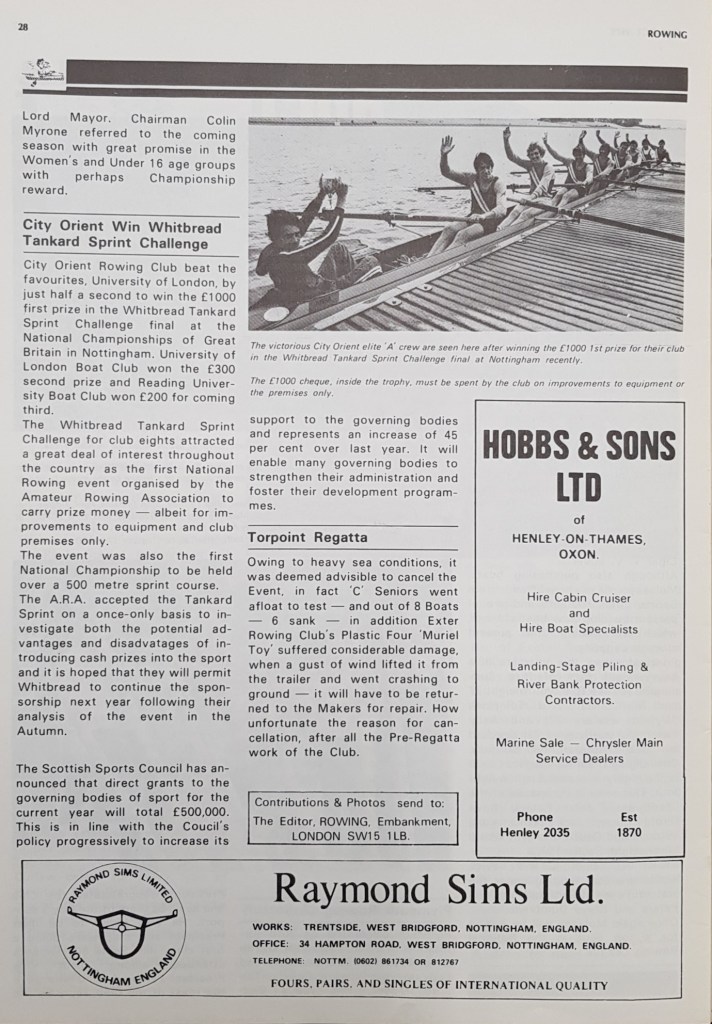 28
ROWING
Lord Mayor. Chairman Colin
Myrone referred to the coming
season with great promise in the
Women's and Under 16 age groups
with perhaps Championship
reward.
City Orient Win Whitbread
Tankard Sprint Challenge
City Orient Rowing Club beat the
favourites, University of London, by
just half a second to win the £1000
first prize in the Whitbread Tankard
Sprint Challenge final at the
National Championships of Great
Britain in Nottingham. University of
London Boat Club won the £300
second prize and Reading Univer-
sity Boat Club won £200 for coming
third.
The Whitbread Tankard Sprint
Challenge for club eights attracted
a great deal of interest throughout
the country as the first National
Rowing event organised by the
Amateur Rowing Association to
carry prize money — albeit for im-
provements to equipment and club
premises only.
The event was also the first
National Championship to be held
over a 500 metre sprint course.
The A.R.A. accepted the Tankard
Sprint on a once-only basis to in-
vestigate both the potential ad-
vantages and disadvatages of in-
troducing cash prizes into the sport
and it is hoped that they will permit
Whitbread to continue the spon-
sorship next year following their
analysis of the event in the
Autumn.
The Scottish Sports Council has an-
nounced that direct grants to the
governing bodies of sport for the
current year will total £500,000.
This is in line with the Coucil's
policy progressively to increase its
The victorious City Orient elite 'A' crew are seen here after winning the £1000 1st prize for their club
in the Whitbread Tankard Sprint Challenge final at Nottingham recently.
The £1000 cheque, inside the trophy, must be spent by the club on improvements to equipment or
the premises only.
support to the governing bodies
and represents an increase of 45
per cent over last year. It will
enable many governing bodies to
strengthen their administration and
foster their development program-
mes.
Torpoint Regatta
Owing to heavy sea conditions, it
was deemed advisible to cancel the
Event, in fact 'C' Seniors went
afloat to test — and out of 8 Boats
— 6 sank — in addition Exter
Rowing Club's Plastic Four 'Muriel
Toy' suffered considerable damage,
when a gust of wind lifted it from
the trailer and went crashing to
ground — it will have to be retur-
ned to the Makers for repair. How
unfortunate the reason for can-
cellation, after all the Pre-Regatta
work of the Club.
Contributions & Photos send to:
The Editor, ROWING, Embankment,
LONDON SW15 1LB.
HOBBS & SONS
LTD
of
HENLEY-ON-THAMES,
OXON.
Hire Cabin Cruiser
and
Hire Boat Specialists
Landing-Stage Piling &
River Bank Protection
Contractors.
Marine Sale — Chrysler Main
Service Dealers
Phone Est
Henley 2035 1870
RAYMOND SIMS LIMITED
NOTTINGHAM ENGLAND
Raymond Sims Ltd.
WORKS: TRENTSIDE, WEST BRIDGFORD, NOTTINGHAM, ENGLAND.
OFFICE: 34 HAMPTON ROAD, WEST BRIDGFORD, NOTTINGHAM, ENGLAND.
TELEPHONE: NOTTM. (0602) 861734 OR 812767
FOURS, PAIRS, AND SINGLES OF INTERNATIONAL QUALITY